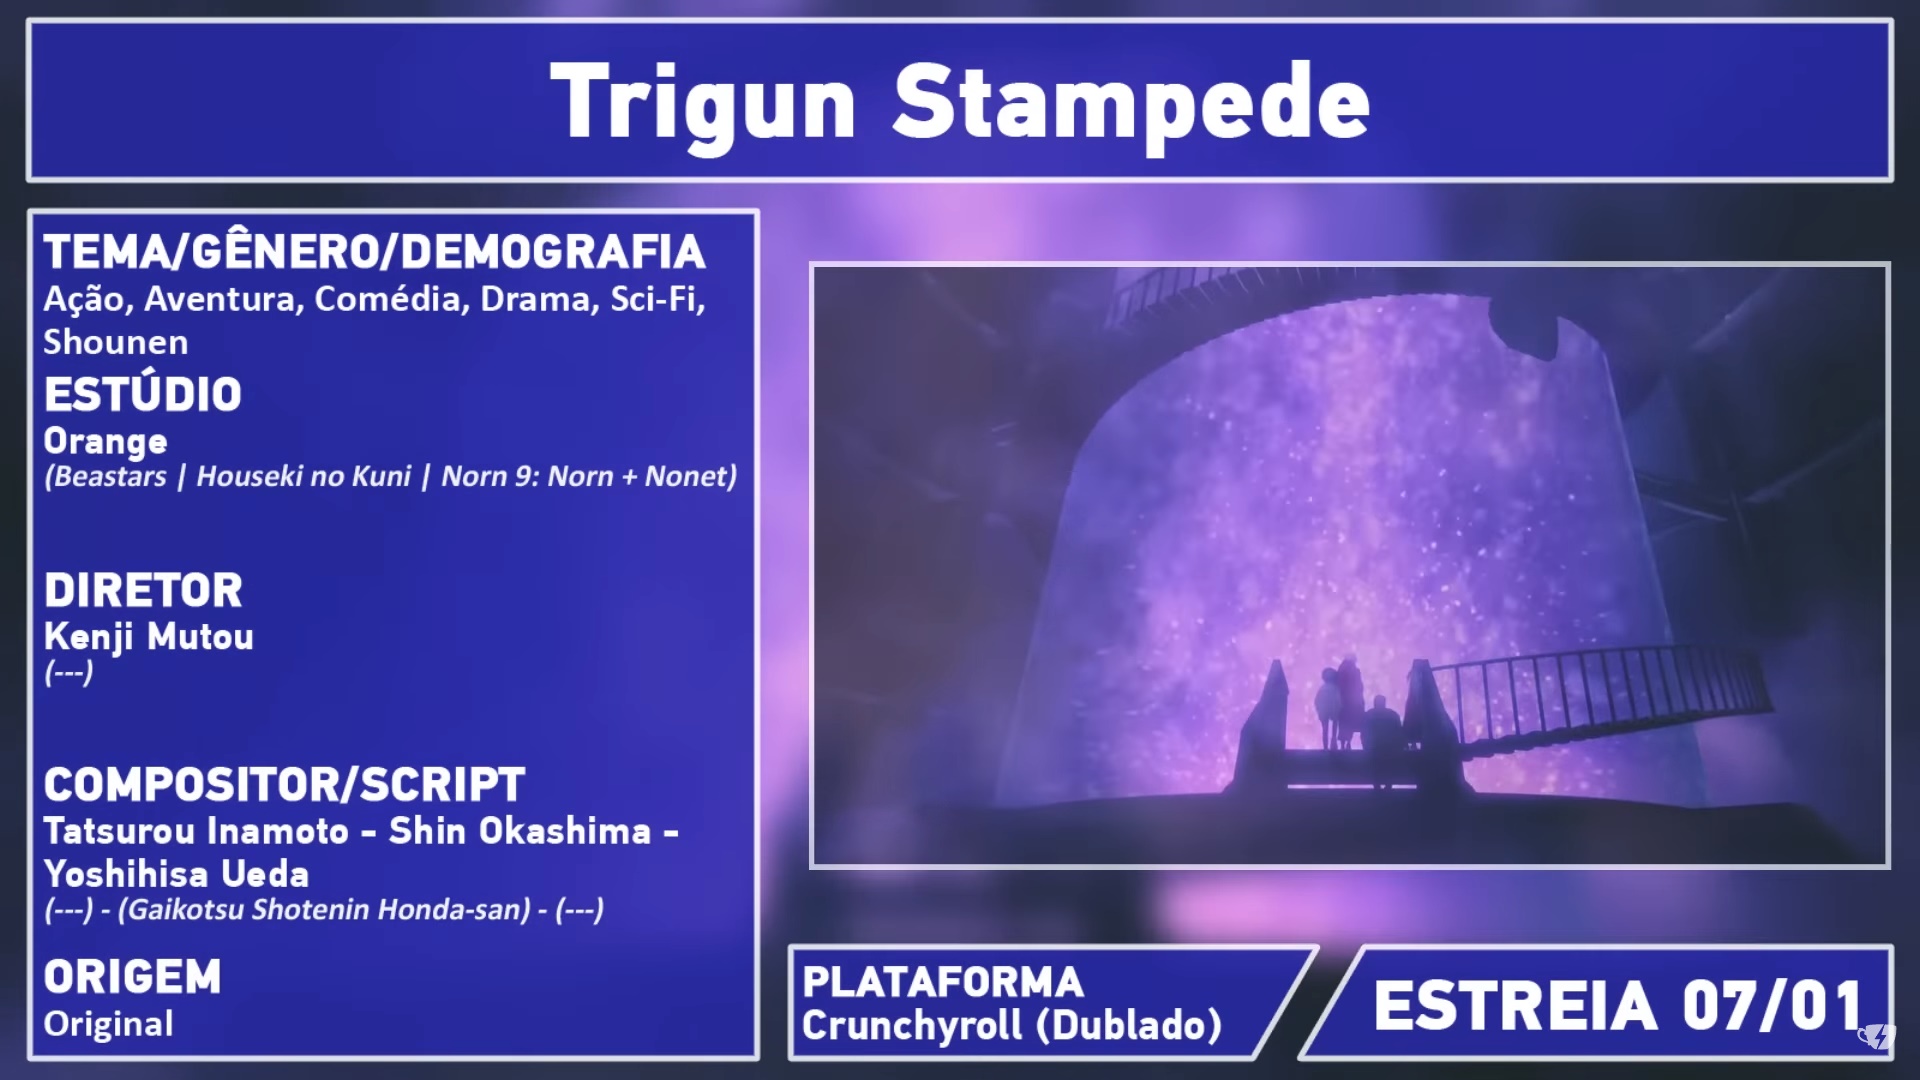 Trigun Stampede
TEMA/GÊNERO/DEMOGRAFIA
Ação, Aventura, Comédia, Drama, Sci-Fi,
Shounen
ESTÚDIO
Orange
(Beastars | Houseki no Kuni | Norn 9: Norn + Nonet)
DIRETOR
Kenji Mutou
(---)
COMPOSITOR/SCRIPT
Tatsurou Inamoto - Shin Okashima -
Yoshihisa Ueda
(---) - (Gaikotsu Shotenin Honda-san) - (---)
ORIGEM
Original
PLATAFORMA
Crunchyroll (Dublado)
ESTREIA 07/01